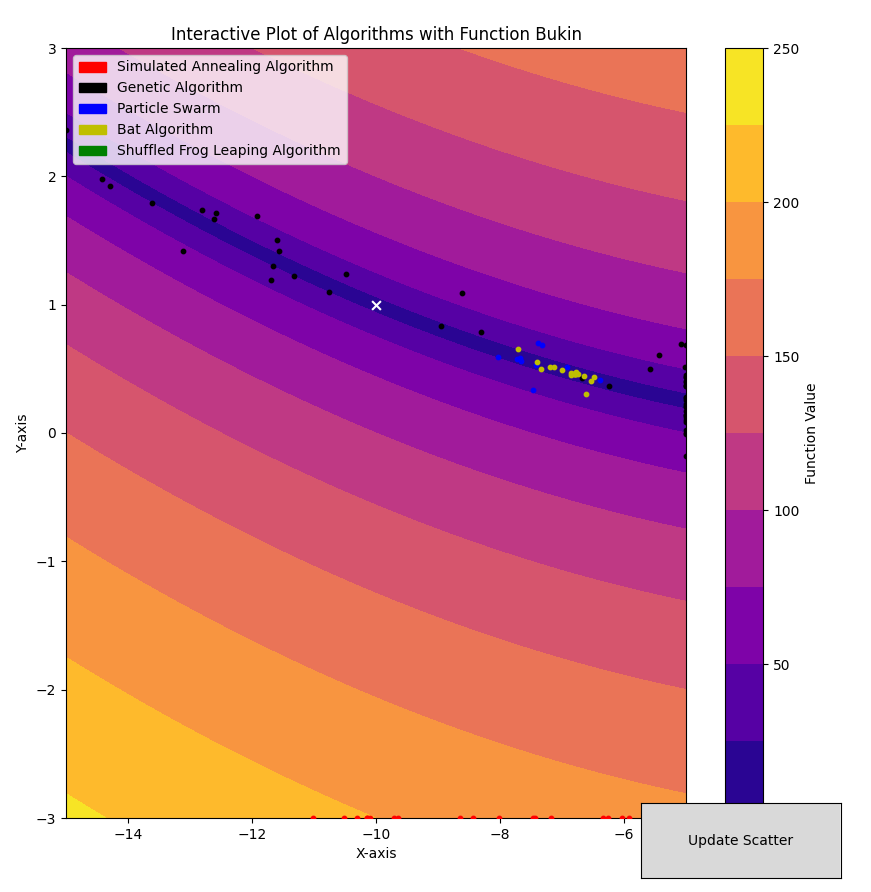 Interactive Plot of Algorithms with Function Bukin
Simulated Annealing Algorithm
Genetic Algorithm
Particle Swarm
Bat Algorithm
Shuffled Frog Leaping Algorithm
3
2
1
0
−1
−2
−3
Y-axis
−14
−12
−10
−8
−6
X-axis
250
200
150
100
50
Function Value
Update Scatter